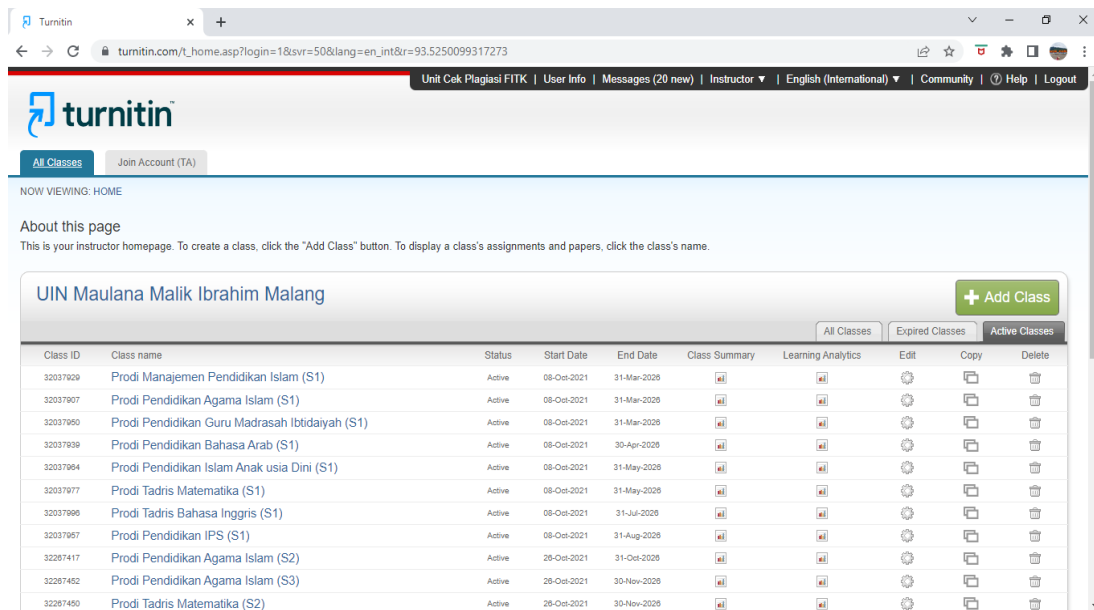 Turnitin
turnitin.com/t_home.asp?login=1&svr=50&lang=en_int&r=93.5250099317273
Unit Cek Plagiasi FITK | User Info | Messages (20 new) | Instructor ▼ | English (International) ▼ | Community | ? Help | Logout
turnitin
All Classes Join Account (TA)
NOW VIEWING: HOME
About this page
This is your instructor homepage. To create a class, click the "Add Class" button. To display a class's assignments and papers, click the class's name.
UIN Maulana Malik Ibrahim Malang
+ Add Class
All Classes Expired Classes Active Classes
Class ID Class name Status Start Date End Date Class Summary Learning Analytics Edit Copy Delete
32037929 Prodi Manajemen Pendidikan Islam (S1) Active 08-Oct-2021 31-Mar-2026
32037907 Prodi Pendidikan Agama Islam (S1) Active 08-Oct-2021 31-Mar-2026
32037950 Prodi Pendidikan Guru Madrasah Ibtidaiyah (S1) Active 08-Oct-2021 31-Mar-2026
32037939 Prodi Pendidikan Bahasa Arab (S1) Active 08-Oct-2021 30-Apr-2026
32037964 Prodi Pendidikan Islam Anak usia Dini (S1) Active 08-Oct-2021 31-May-2026
32037977 Prodi Tadris Matematika (S1) Active 08-Oct-2021 31-May-2026
32037996 Prodi Tadris Bahasa Inggris (S1) Active 08-Oct-2021 31-Jul-2026
32037957 Prodi Pendidikan IPS (S1) Active 08-Oct-2021 31-Aug-2026
32267417 Prodi Pendidikan Agama Islam (S2) Active 26-Oct-2021 31-Oct-2026
32267452 Prodi Pendidikan Agama Islam (S3) Active 26-Oct-2021 30-Nov-2026
32267460 Prodi Tadris Matematika (S2) Active 26-Oct-2021 30-Nov-2026